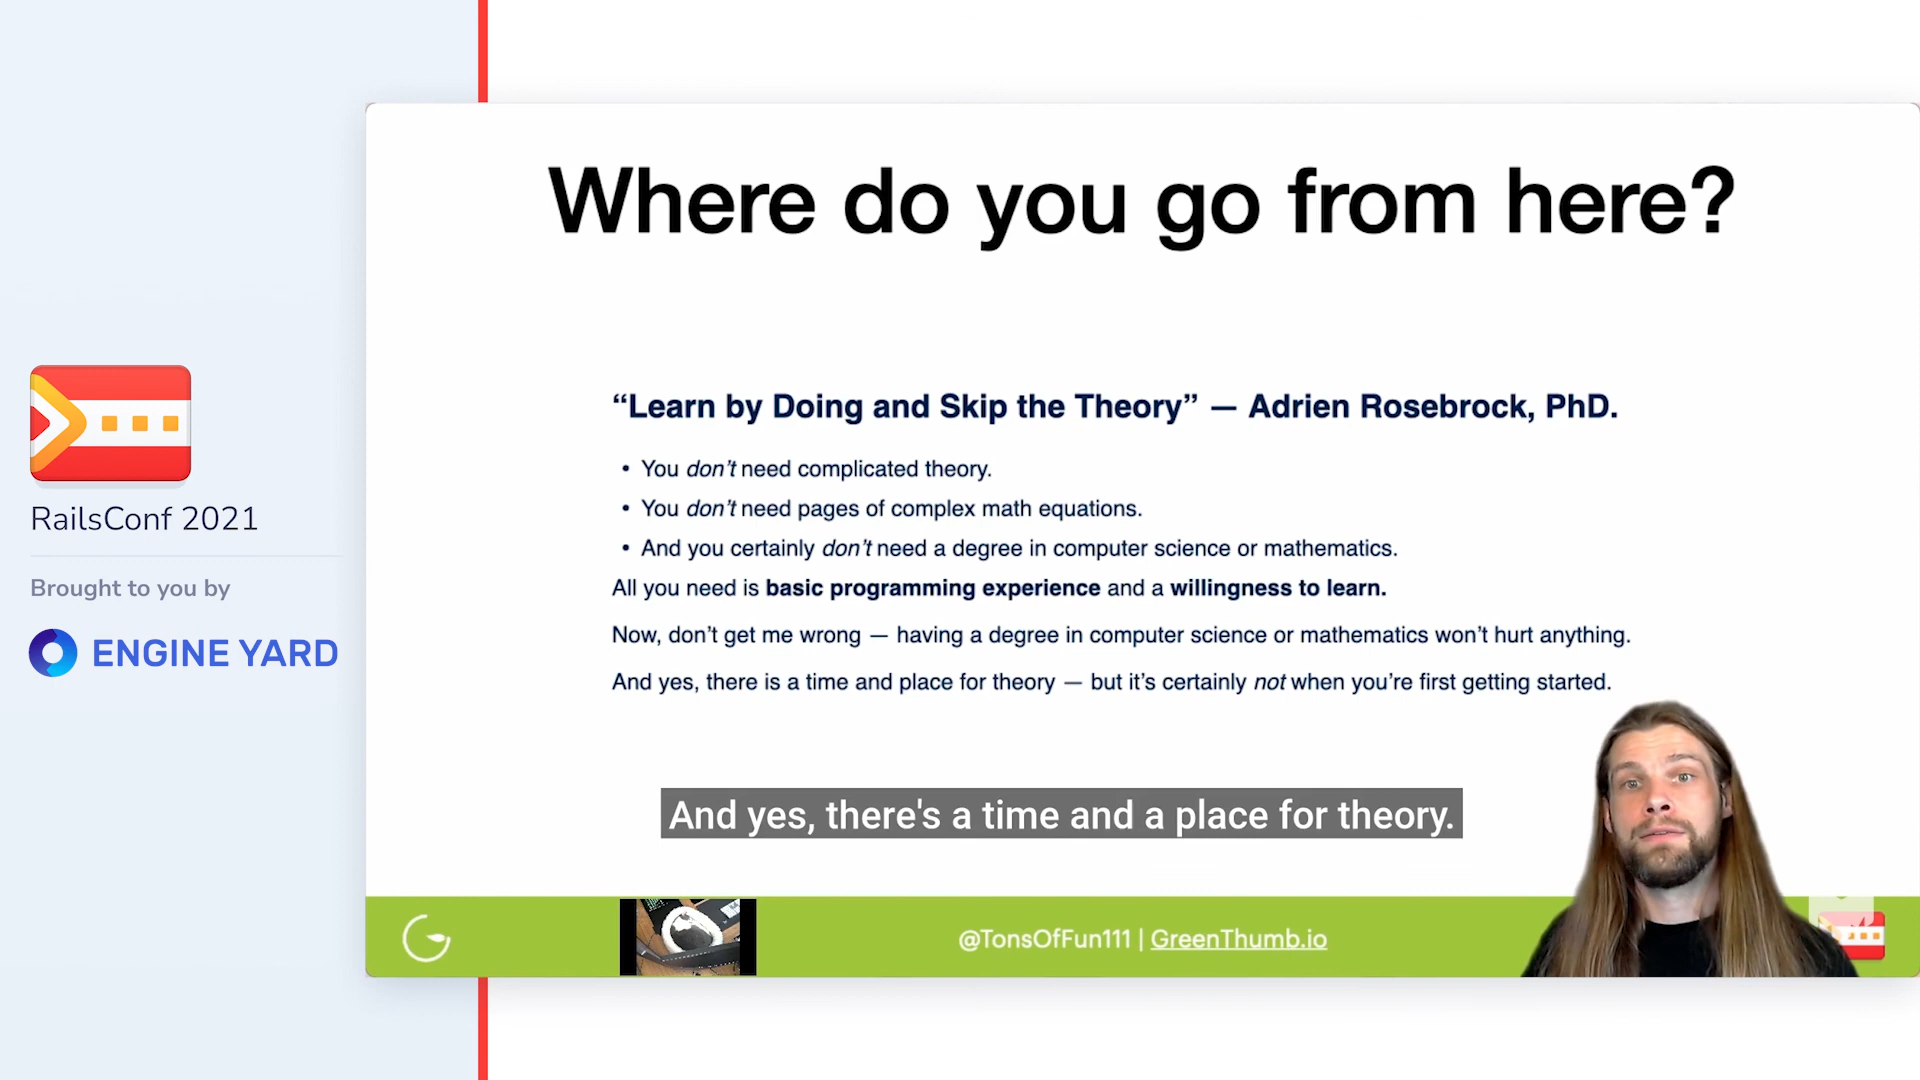 Where do you go from here?
“Learn by Doing and Skip the Theory” — Adrien Rosebrock, PhD.
• You don’t need complicated theory.
• You don’t need pages of complex math equations.
• And you certainly don’t need a degree in computer science or mathematics.
All you need is basic programming experience and a willingness to learn.
Now, don’t get me wrong — having a degree in computer science or mathematics won’t hurt anything.
And yes, there is a time and place for theory — but it’s certainly not when you’re first getting started.
And yes, there's a time and a place for theory.
@TonsOfFun111 | GreenThumb.io
RailsConf 2021
Brought to you by
ENGINE YARD